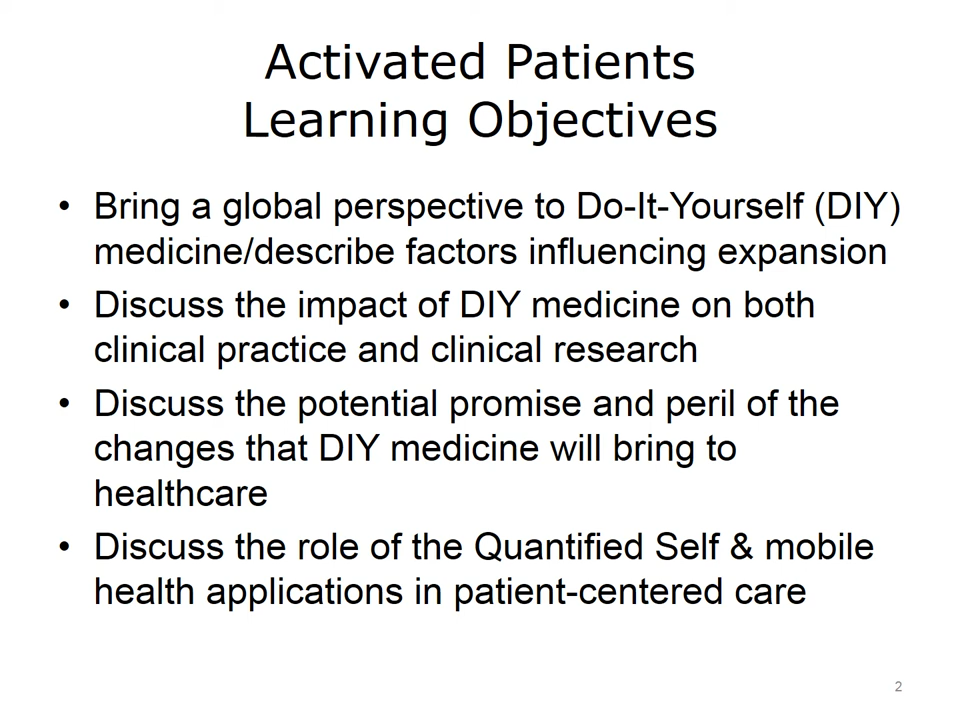 Activated Patients
Learning Objectives
• Bring a global perspective to Do-It-Yourself (DIY)
medicine/describe factors influencing expansion
• Discuss the impact of DIY medicine on both
clinical practice and clinical research
• Discuss the potential promise and peril of the
changes that DIY medicine will bring to
healthcare
• Discuss the role of the Quantified Self & mobile
health applications in patient-centered care
2